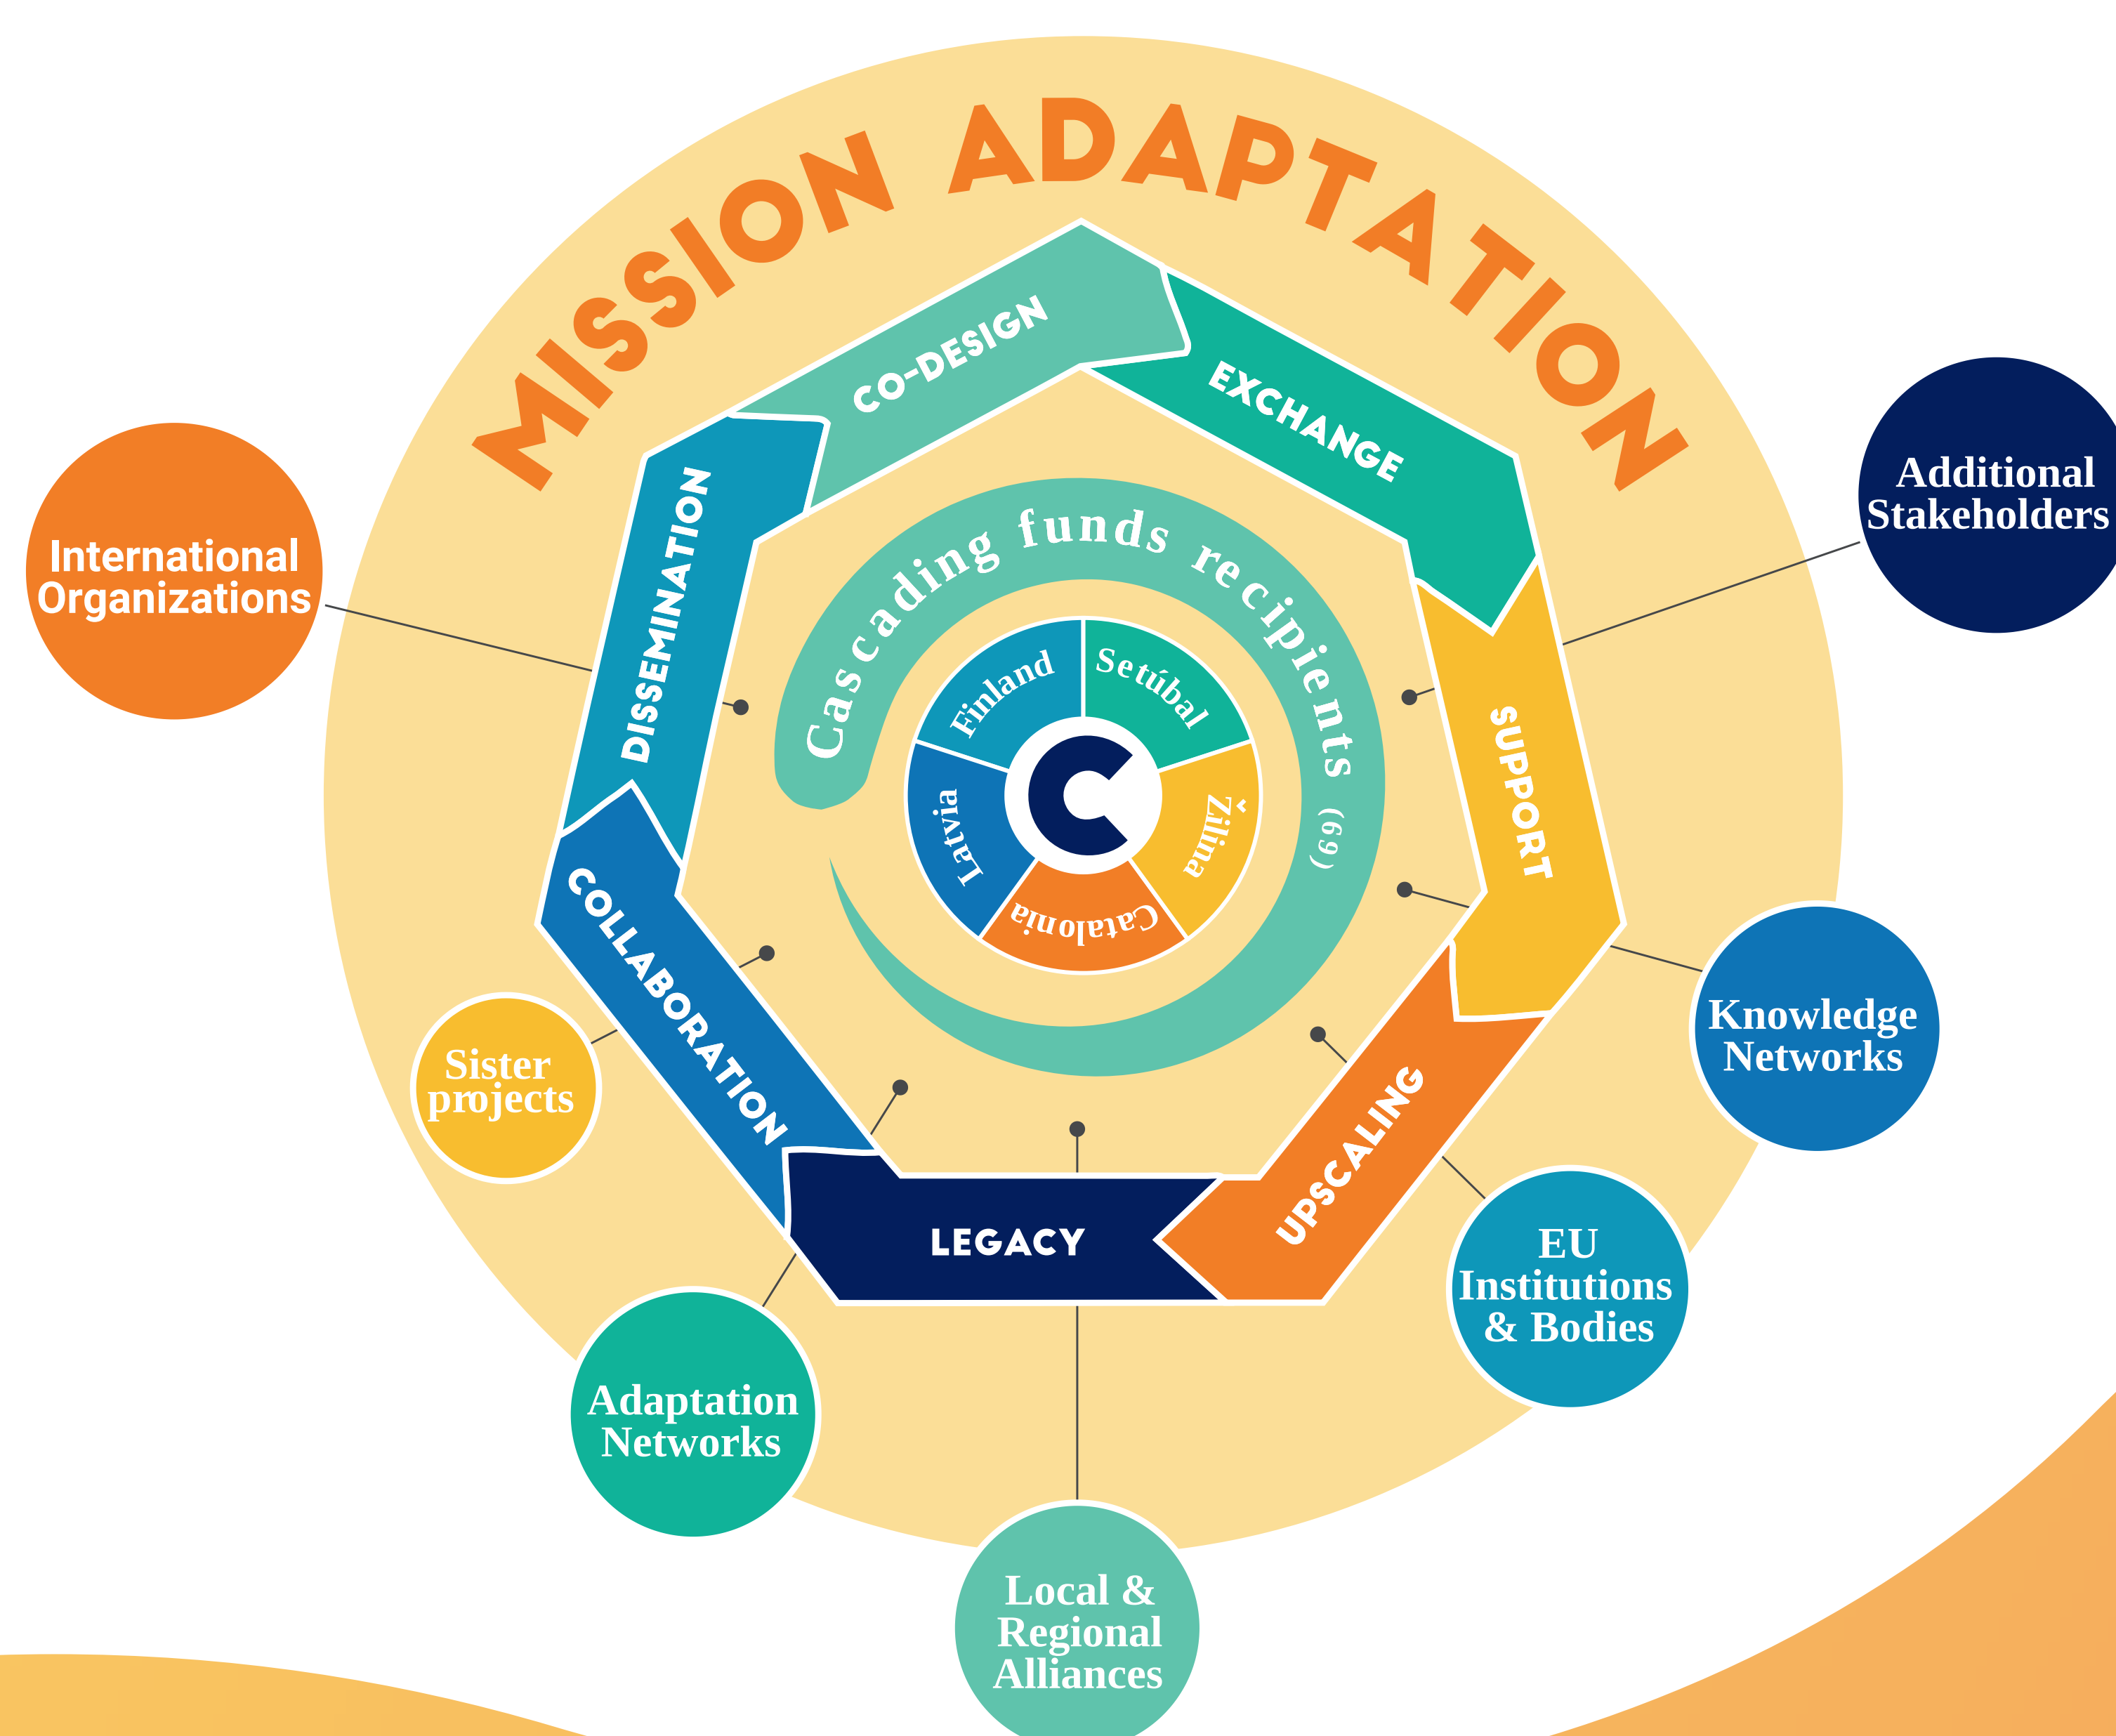 MISSION ADAPTATION
CO-DESIGN
EXCHANGE
SUPPORT
UPSCALING
LEGACY
COLLABORATION
DISSEMINATION
Cascading funds recipients (69)
Finland
Setúbal
Žilina
Catalonia
Latvia
C
International
Organizations
Additional
Stakeholders
Knowledge
Networks
EU
Institutions
& Bodies
Local &
Regional
Alliances
Adaptation
Networks
Sister
projects